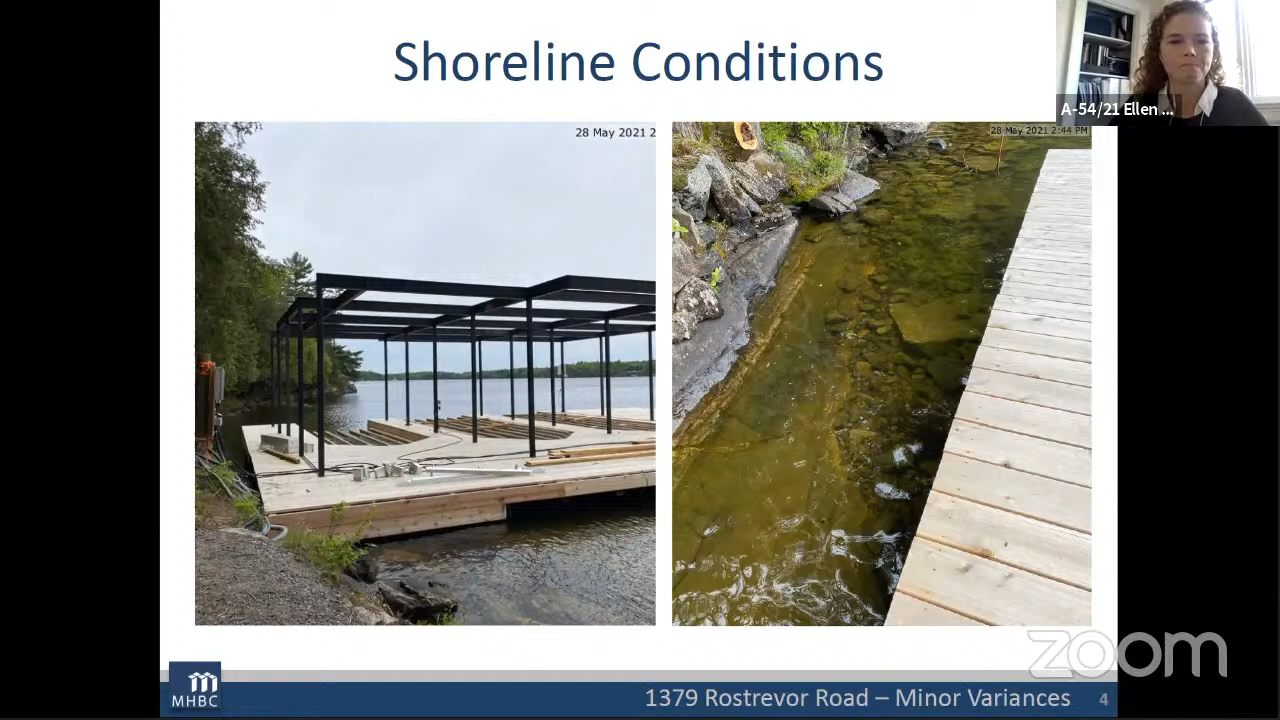 Shoreline Conditions
A-54/21 Ellen ...
28 May 2021 2
28 May 2021 2:44 PM
zoom
MHBC
1379 Rostrevor Road – Minor Variances 4